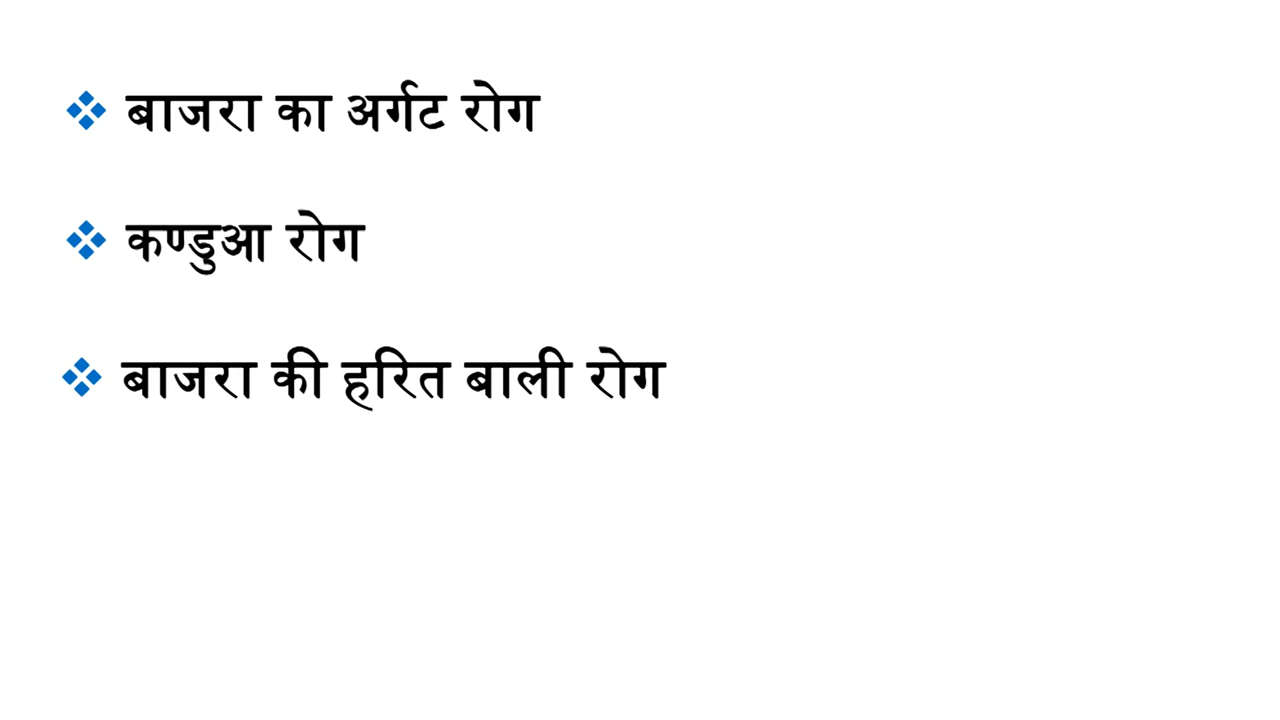 ❖ बाजरा का अर्गट रोग
❖ कण्डुआ रोग
❖ बाजरा की हरित बाली रोग